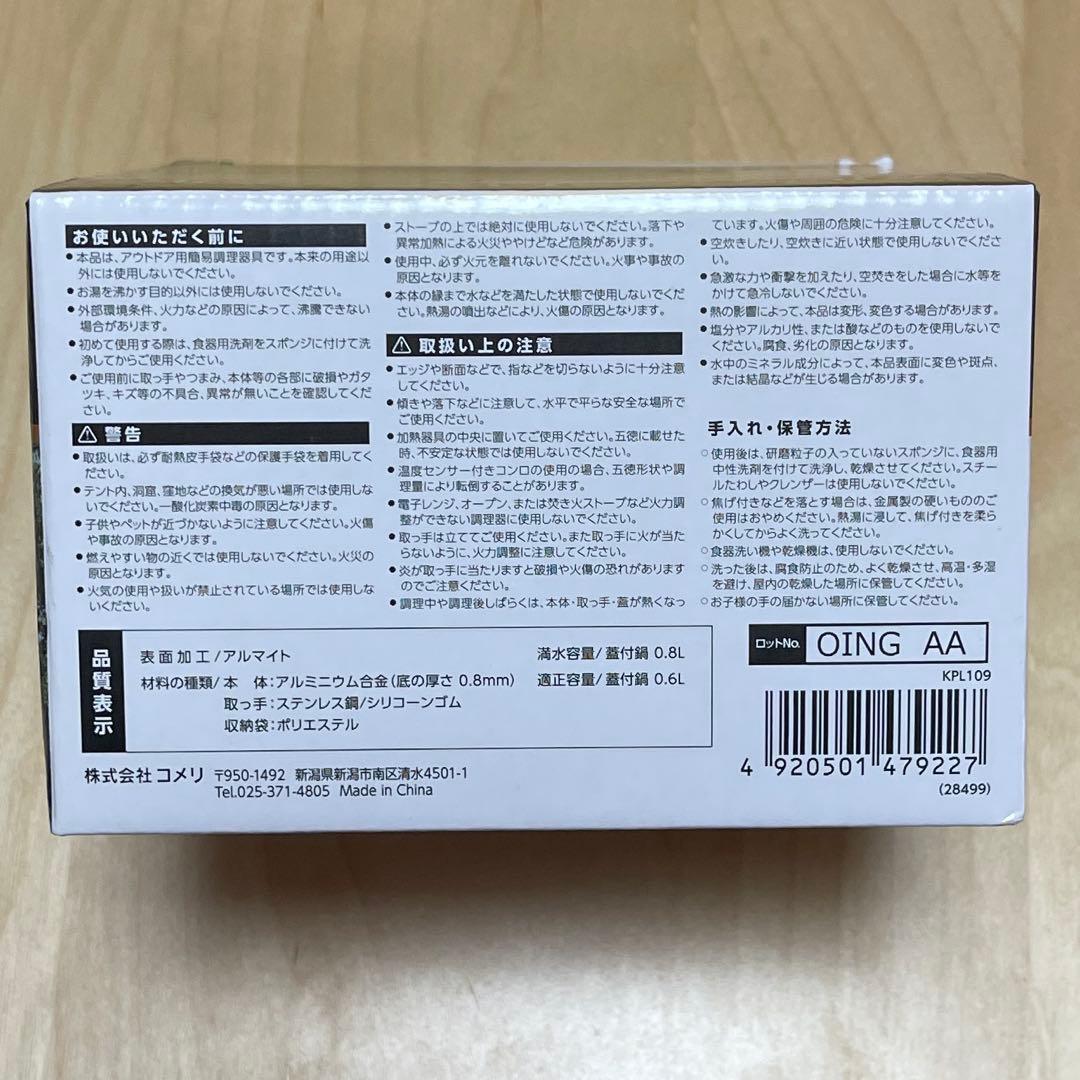 お使いいただく前に
●本品は、アウトドア用簡易調理器具です。本来の用途以
外には使用しないでください。
●お湯を沸かす目的以外には使用しないでください。
●外部環境条件、火力などの原因によって、沸騰できない
場合があります。
●初めて使用する際は、食器用洗剤をスポンジに付けて洗
浄してからご使用ください。
●ご使用前に取っ手やつまみ、本体等の各部に破損やガタ
ツキ、キズ等の不具合、異常が無いことを確認してくださ
い。
⚠警告
●取扱いは、必ず耐熱皮手袋などの保護手袋を着用してく
ださい。
●テント内、洞窟、窪地などの換気が悪い場所では使用しな
いでください。一酸化炭素中毒の原因となります。
●子供やペットが近づかないように注意してください。火傷
や事故の原因となります。
●燃えやすい物の近くでは使用しないでください。火災の
原因となります。
●火気の使用や扱いが禁止されている場所では使用しな
いでください。
●ストーブの上では絶対に使用しないでください。落下や
異常加熱による火災ややけどなど危険があります。
●使用中、必ず火元を離れないでください。火事や事故の
原因となります。
●本体の縁まで水などを満たした状態で使用しないでくだ
さい。熱湯の噴出などにより、火傷の原因となります。
⚠取扱い上の注意
●エッジや断面などで、指などを切らないように十分注意
してください。
●傾きや落下などに注意して、水平で平らな安全な場所で
ご使用ください。
●加熱器具の中央に置いてご使用ください。五徳に載せた
時、不安定な状態では使用しないでください。
●温度センサー付きコンロの使用の場合、五徳形状や調
理量により転倒することがあります。
●電子レンジ、オーブン、または焚き火ストーブなど火力調
整ができない調理器に使用しないでください。
●取っ手は立ててご使用ください。また取っ手に火が当た
らないように、火力調整に注意してください。
●炎が取っ手に当たりますと破損や火傷の恐れがあります
のでご注意ください。
●調理中や調理後しばらくは、本体・取っ手・蓋が熱くなっ
ています。火傷や周囲の危険に十分注意してください。
●空炊きしたり、空炊きに近い状態で使用しないでくださ
い。
●急激な力や衝撃を加えたり、空焚きをした場合に水等を
かけて急冷しないでください。
●熱の影響によって、本品は変形、変色する場合があります。
●塩分やアルカリ性、または酸などのものを使用しないで
ください。腐食、劣化の原因となります。
●水中のミネラル成分によって、本品表面に変色や斑点、
または結晶などが生じる場合があります。
手入れ・保管方法
○使用後は、研磨粒子の入っていないスポンジに、食器用
中性洗剤を付けて洗浄し、乾燥させてください。スチー
ルたわしやクレンザーは使用しないでください。
○焦げ付きなどを落とす場合は、金属製の硬いもののご
使用はおやめください。熱湯に浸して、焦げ付きを柔ら
かくしてからよく洗ってください。
○食器洗い機や乾燥機は、使用しないでください。
○洗った後は、腐食防止のため、よく乾燥させ、高温・多湿
を避け、屋内の乾燥した場所に保管してください。
○お子様の手の届かない場所に保管してください。
品質表示
表面加工/アルマイト 満水容量/蓋付鍋 0.8L
材料の種類/本 体:アルミニウム合金(底の厚さ 0.8mm) 適正容量/蓋付鍋 0.6L
取っ手:ステンレス鋼/シリコーンゴム
収納袋:ポリエステル
ロットNo. OING AA
KPL109
4 920501 479227
(28499)
株式会社コメリ 〒950-1492 新潟県新潟市南区清水4501-1
Tel.025-371-4805 Made in China